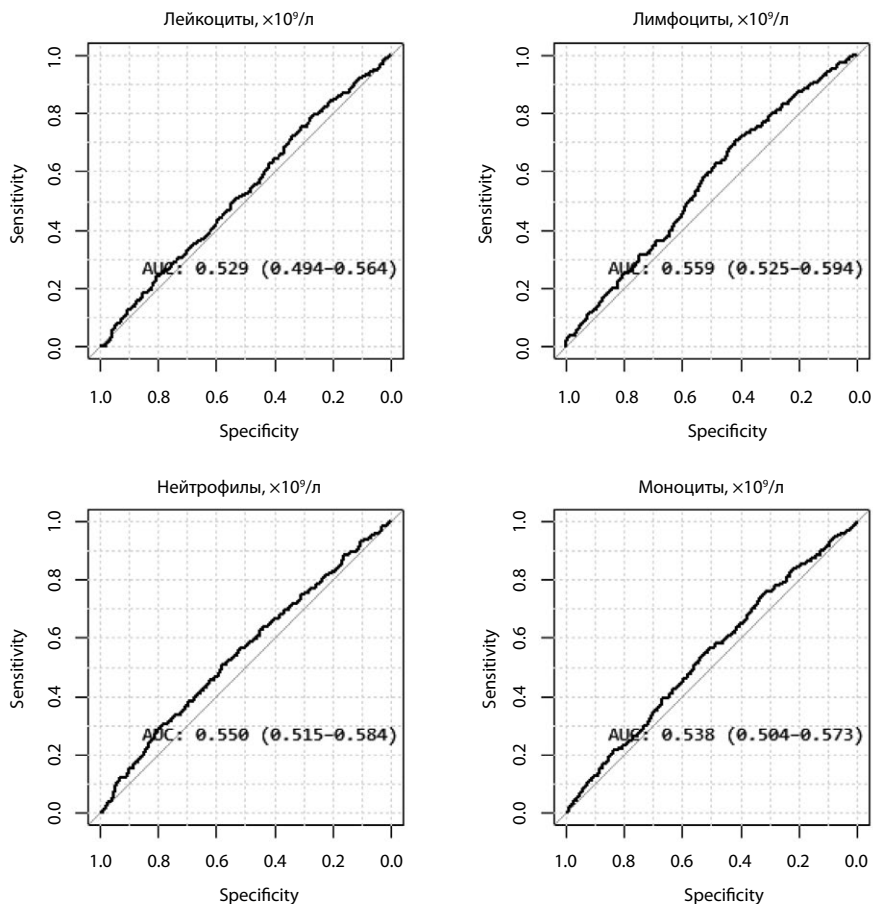 Лейкоциты, ×10⁹/л
Sensitivity
1.0
0.8
0.6
0.4
0.2
0.0
AUC: 0.529 (0.494–0.564)
1.0 0.8 0.6 0.4 0.2 0.0
Specificity
Лимфоциты, ×10⁹/л
Sensitivity
1.0
0.8
0.6
0.4
0.2
0.0
AUC: 0.559 (0.525–0.594)
1.0 0.8 0.6 0.4 0.2 0.0
Specificity
Нейтрофилы, ×10⁹/л
Sensitivity
1.0
0.8
0.6
0.4
0.2
0.0
AUC: 0.550 (0.515–0.584)
1.0 0.8 0.6 0.4 0.2 0.0
Specificity
Моноциты, ×10⁹/л
Sensitivity
1.0
0.8
0.6
0.4
0.2
0.0
AUC: 0.538 (0.504–0.573)
1.0 0.8 0.6 0.4 0.2 0.0
Specificity